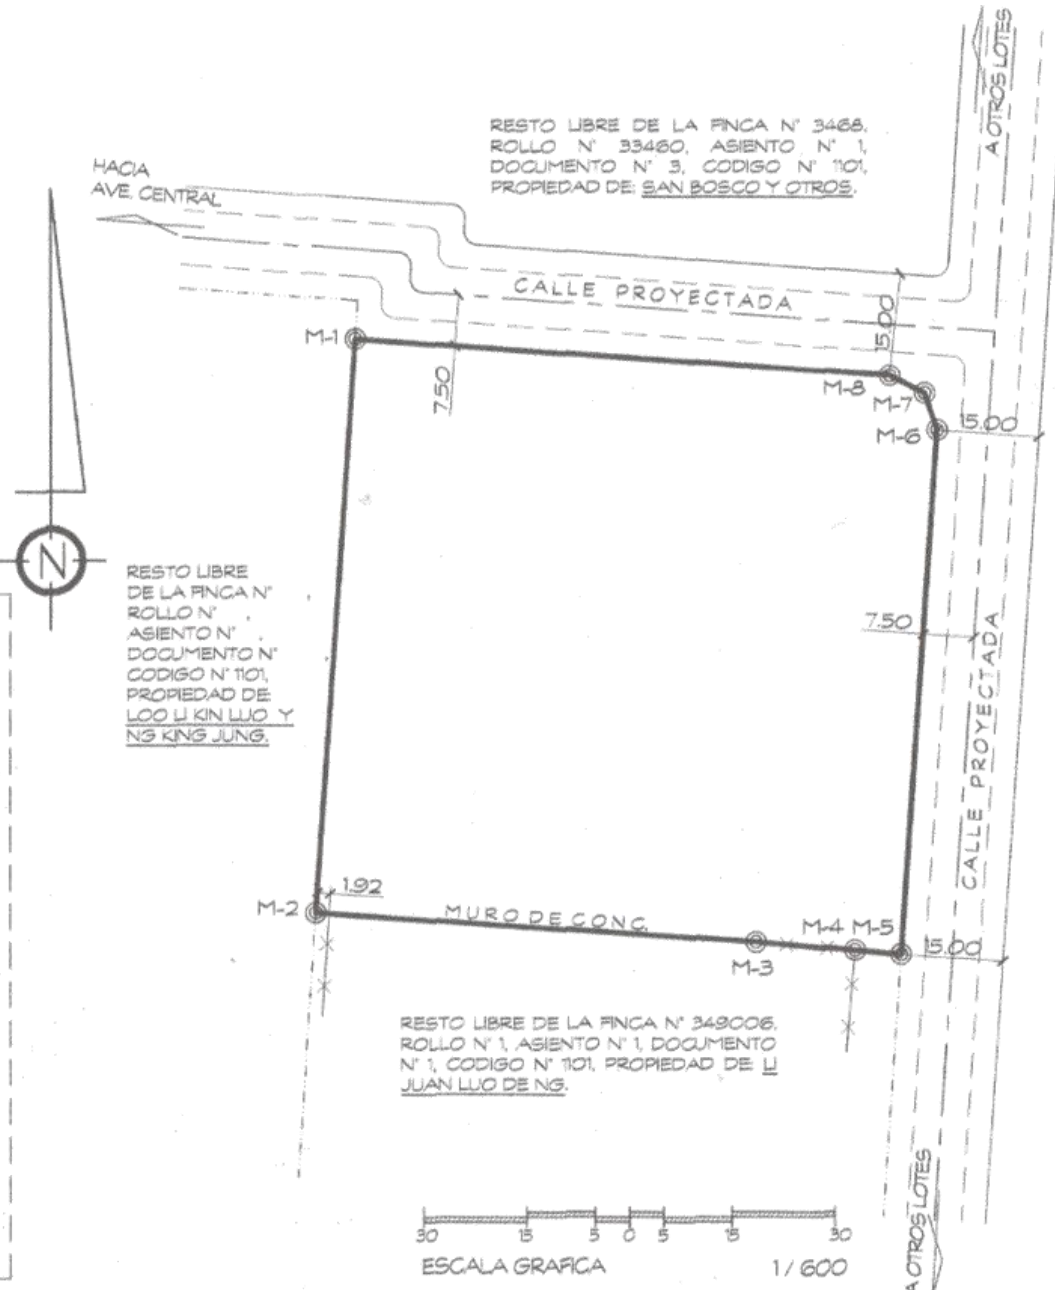 A OTROS LOTES
RESTO LIBRE DE LA FINCA N° 3468,
ROLLO N° 33460, ASIENTO N° 1,
DOCUMENTO N° 3, CODIGO N° 1101,
PROPIEDAD DE: SAN BOSCO Y OTROS.
HACIA
AVE. CENTRAL
CALLE PROYECTADA
15.00
M-1
7.50
M-8
M-7
M-6
15.00
N
RESTO LIBRE
DE LA FINCA N°
ROLLO N° ,
ASIENTO N° ,
DOCUMENTO N°
CODIGO N° 1101,
PROPIEDAD DE
LOO LI KIN LUO Y
NG KING JUNG.
7.50
CALLE PROYECTADA
1.92
M-2
MURO DE CONC.
M-3
M-4
M-5
15.00
RESTO LIBRE DE LA FINCA N° 349006,
ROLLO N° 1, ASIENTO N° 1, DOCUMENTO
N° 1, CODIGO N° 1101, PROPIEDAD DE LI
JUAN LUO DE NG.
A OTROS LOTES
30 15 5 0 5 15 30
ESCALA GRAFICA 1/600